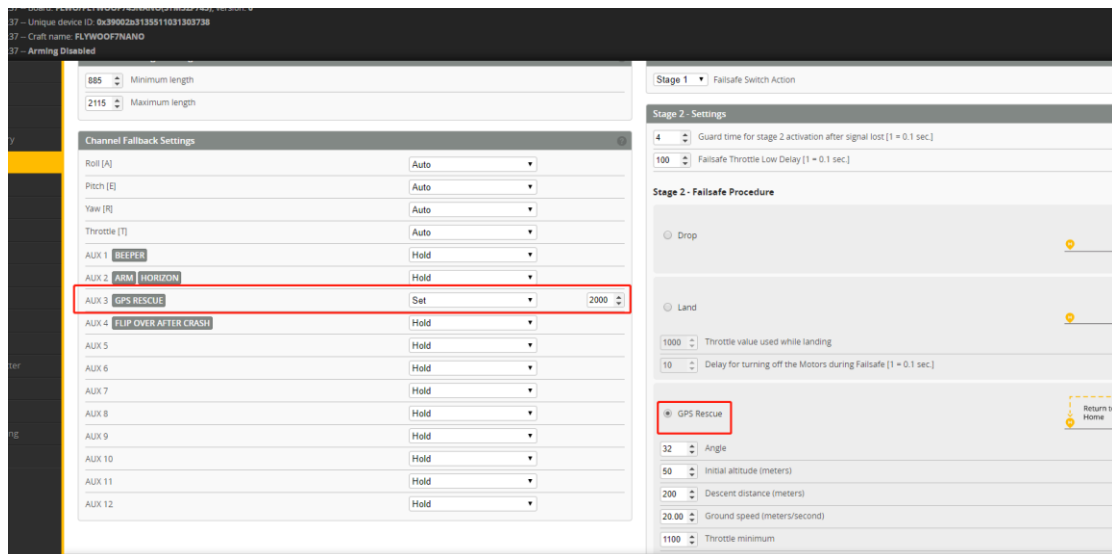 37 -- Unique device ID: 0x39002b3135511031303738
37 -- Craft name: FLYWOOF7NANO
37 -- Arming Disabled
885 Minimum length
2115 Maximum length
Channel Fallback Settings
Roll [A] Auto
Pitch [E] Auto
Yaw [R] Auto
Throttle [T] Auto
AUX 1 BEEPER Hold
AUX 2 ARM HORIZON Hold
AUX 3 GPS RESCUE Set 2000
AUX 4 FLIP OVER AFTER CRASH Hold
AUX 5 Hold
AUX 6 Hold
AUX 7 Hold
AUX 8 Hold
AUX 9 Hold
AUX 10 Hold
AUX 11 Hold
AUX 12 Hold
Stage 1 Failsafe Switch Action
Stage 2 - Settings
4 Guard time for stage 2 activation after signal lost [1 = 0.1 sec.]
100 Failsafe Throttle Low Delay [1 = 0.1 sec.]
Stage 2 - Failsafe Procedure
Drop
Land
1000 Throttle value used while landing
10 Delay for turning off the Motors during Failsafe [1 = 0.1 sec.]
GPS Rescue
Return t
Home
32 Angle
50 Initial altitude (meters)
200 Descent distance (meters)
20.00 Ground speed (meters/second)
1100 Throttle minimum